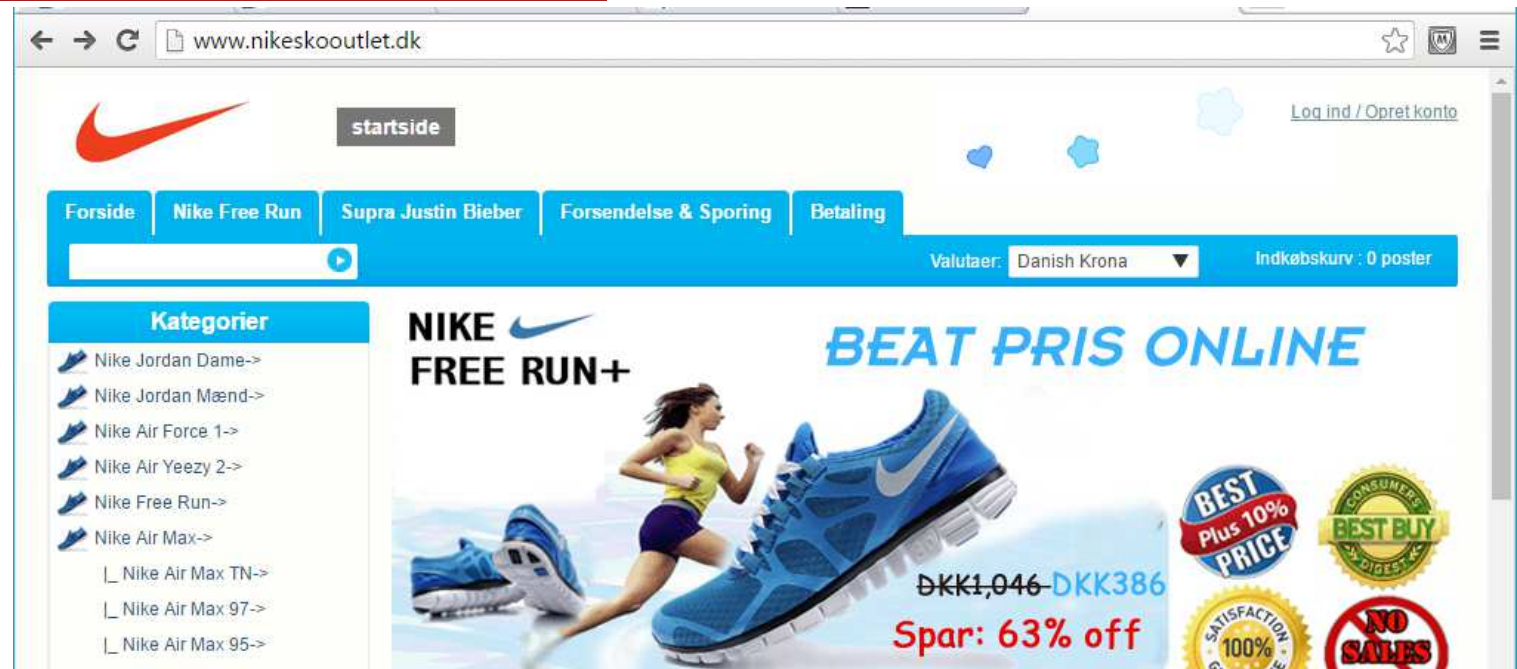 www.nikeskooutlet.dk
startside
Log ind / Opret konto
Forside Nike Free Run Supra Justin Bieber Forsendelse & Sporing Betaling
Valutaer: Danish Krona Indkøbskurv : 0 poster
Kategorier
Nike Jordan Dame->
Nike Jordan Mænd->
Nike Air Force 1->
Nike Air Yeezy 2->
Nike Free Run->
Nike Air Max->
|_ Nike Air Max TN->
|_ Nike Air Max 97->
|_ Nike Air Max 95->
NIKE
FREE RUN+
BEAT PRIS ONLINE
DKK1,046 DKK386
Spar: 63% off
BEST
Plus 10%
PRICE
CONSUMERS
BEST BUY
DIGEST
SATISFACTION
100%
NO
SALES